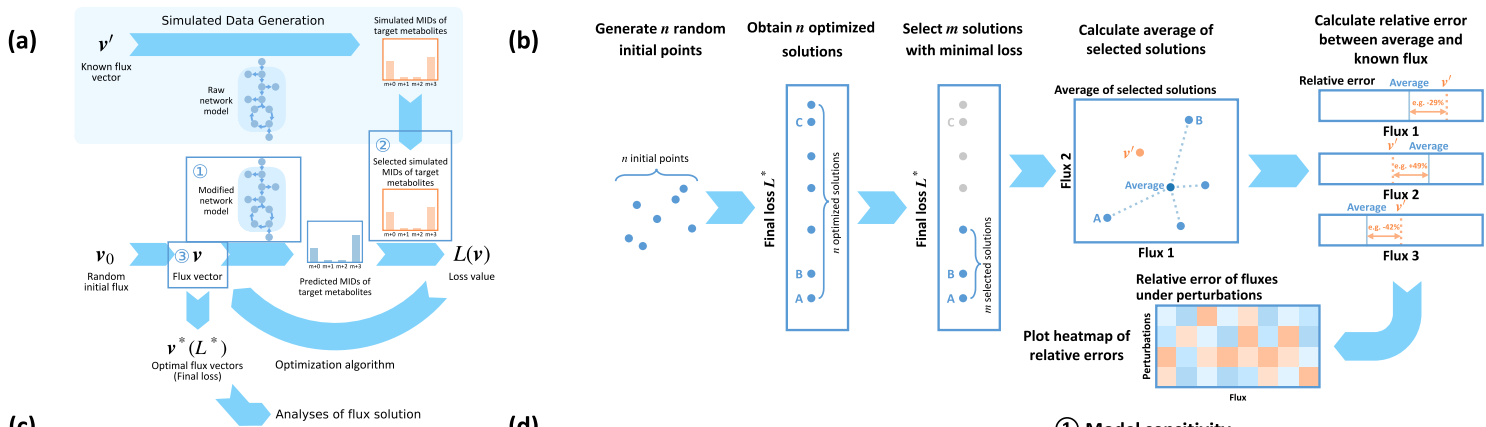 (a)
Simulated Data Generation
v′
Known flux
vector
Raw
network
model
Simulated MIDs of
target metabolites
m+0 m+1 m+2 m+3
①
Modified
network
model
②
Selected simulated
MIDs of target
metabolites
m+0 m+1 m+2 m+3
v₀
Random
initial flux
③ v
Flux vector
m+0 m+1 m+2 m+3
Predicted MIDs of
target metabolites
L(v)
Loss value
v*(L*)
Optimal flux vectors
(Final loss)
Optimization algorithm
Analyses of flux solution
(b)
Generate n random
initial points
n initial points
Obtain n optimized
solutions
Final loss L*
C
B
A
n optimized solutions
Select m solutions
with minimal loss
Final loss L*
C
B
A
m selected solutions
Calculate average of
selected solutions
Average of selected solutions
Flux 2
B
v′
Average
A
Flux 1
Calculate relative error
between average and
known flux
Relative error Average v′
e.g. -29%
Flux 1
v′ Average
e.g. +49%
Flux 2
Average v′
e.g. -42%
Flux 3
Plot heatmap of
relative errors
Relative error of fluxes
under perturbations
Perturbations
Flux
(c)
(d)
① Model sensitivity